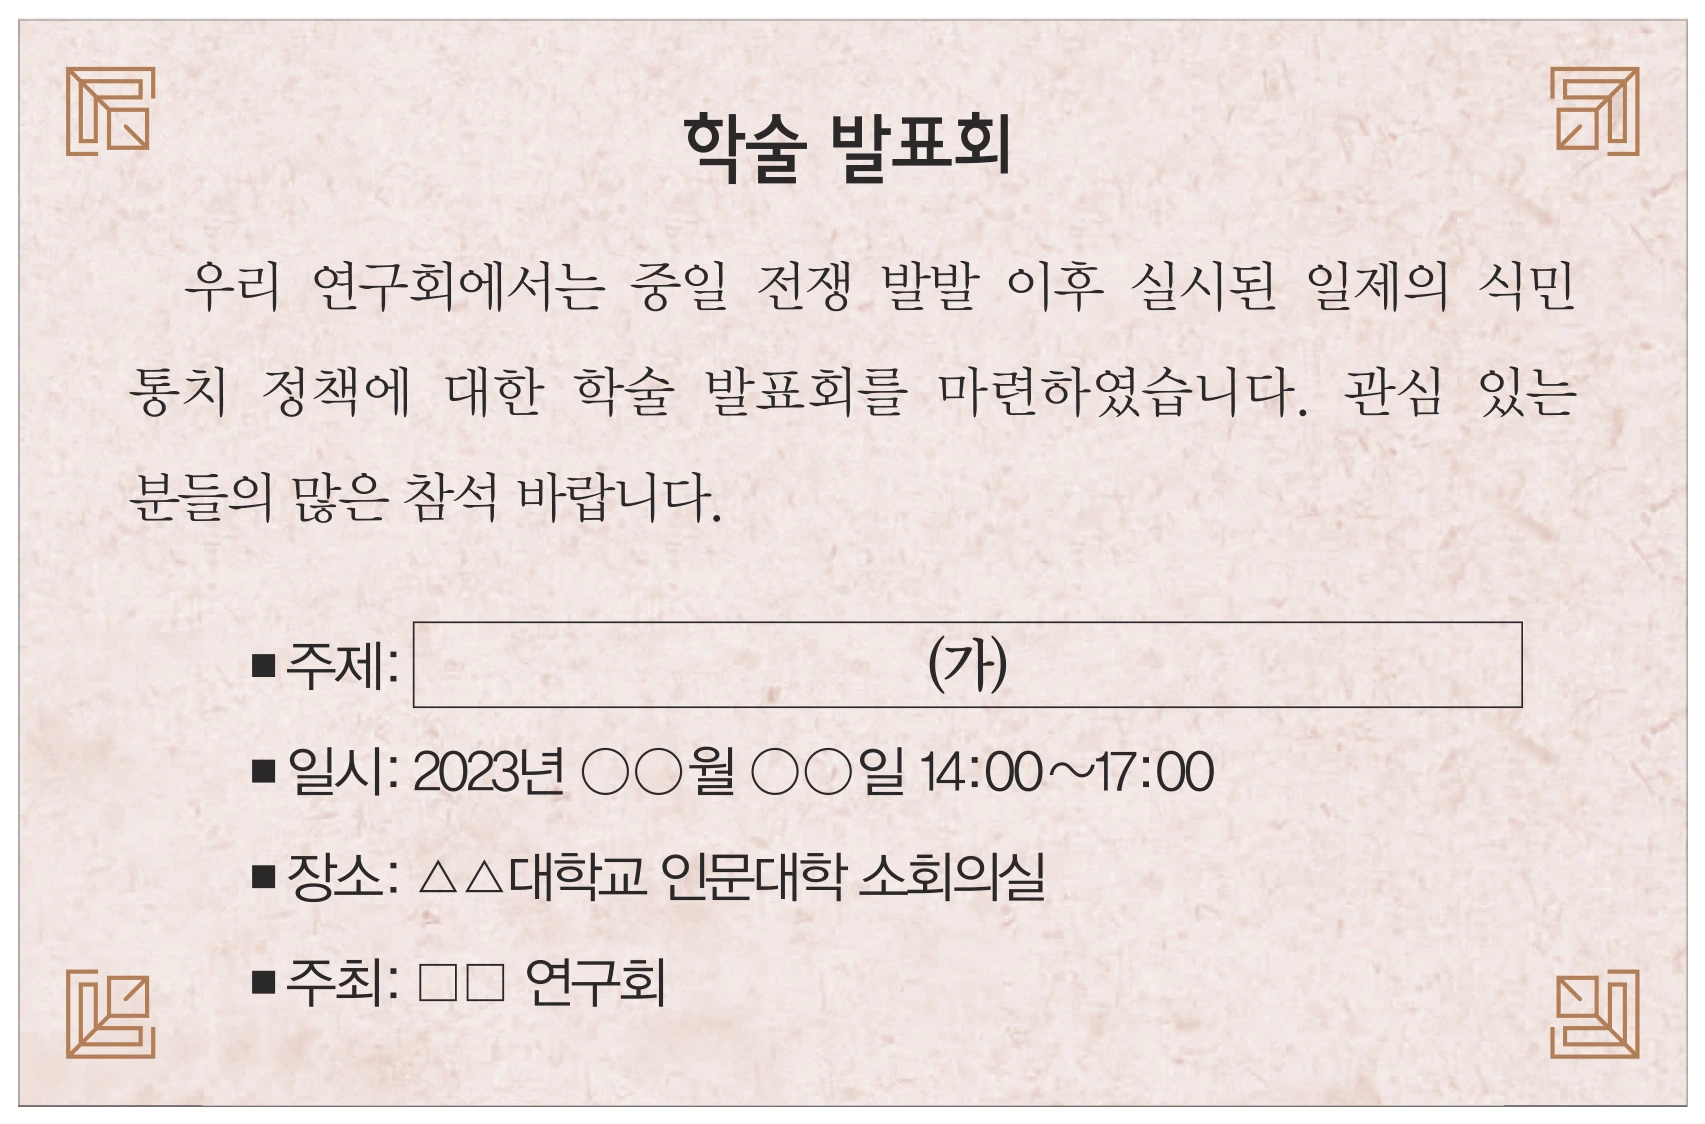 학술 발표회
우리 연구회에서는 중일 전쟁 발발 이후 실시된 일제의 식민
통치 정책에 대한 학술 발표회를 마련하였습니다. 관심 있는
분들의 많은 참석 바랍니다.
■ 주제: (가)
■ 일시: 2023년 ○○월 ○○일 14:00~17:00
■ 장소: △△대학교 인문대학 소회의실
■ 주최: □□ 연구회